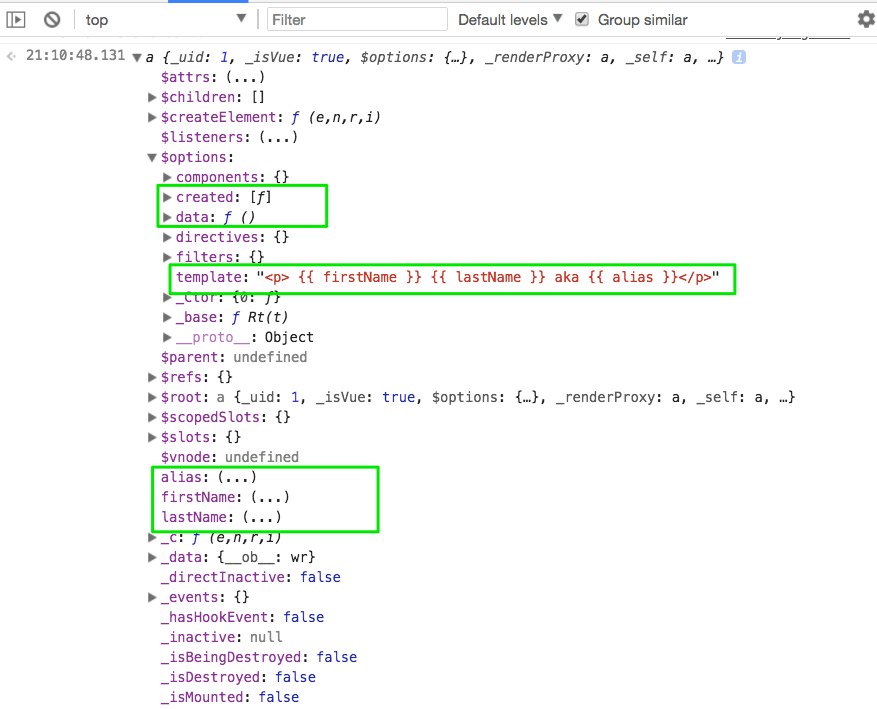 top Filter Default levels Group similar
21:10:48.131 a {_uid: 1, _isVue: true, $options: {…}, _renderProxy: a, _self: a, …} i
$attrs: (...)
$children: []
$createElement: ƒ (e,n,r,i)
$listeners: (...)
$options:
components: {}
created: [ƒ]
data: ƒ ()
directives: {}
filters: {}
template: "<p> {{ firstName }} {{ lastName }} aka {{ alias }}</p>"
_Ctor: {0: ƒ}
_base: ƒ Rt(t)
__proto__: Object
$parent: undefined
$refs: {}
$root: a {_uid: 1, _isVue: true, $options: {…}, _renderProxy: a, _self: a, …}
$scopedSlots: {}
$slots: {}
$vnode: undefined
alias: (...)
firstName: (...)
lastName: (...)
_c: ƒ (e,n,r,i)
_data: {__ob__: wr}
_directInactive: false
_events: {}
_hasHookEvent: false
_inactive: null
_isBeingDestroyed: false
_isDestroyed: false
_isMounted: false